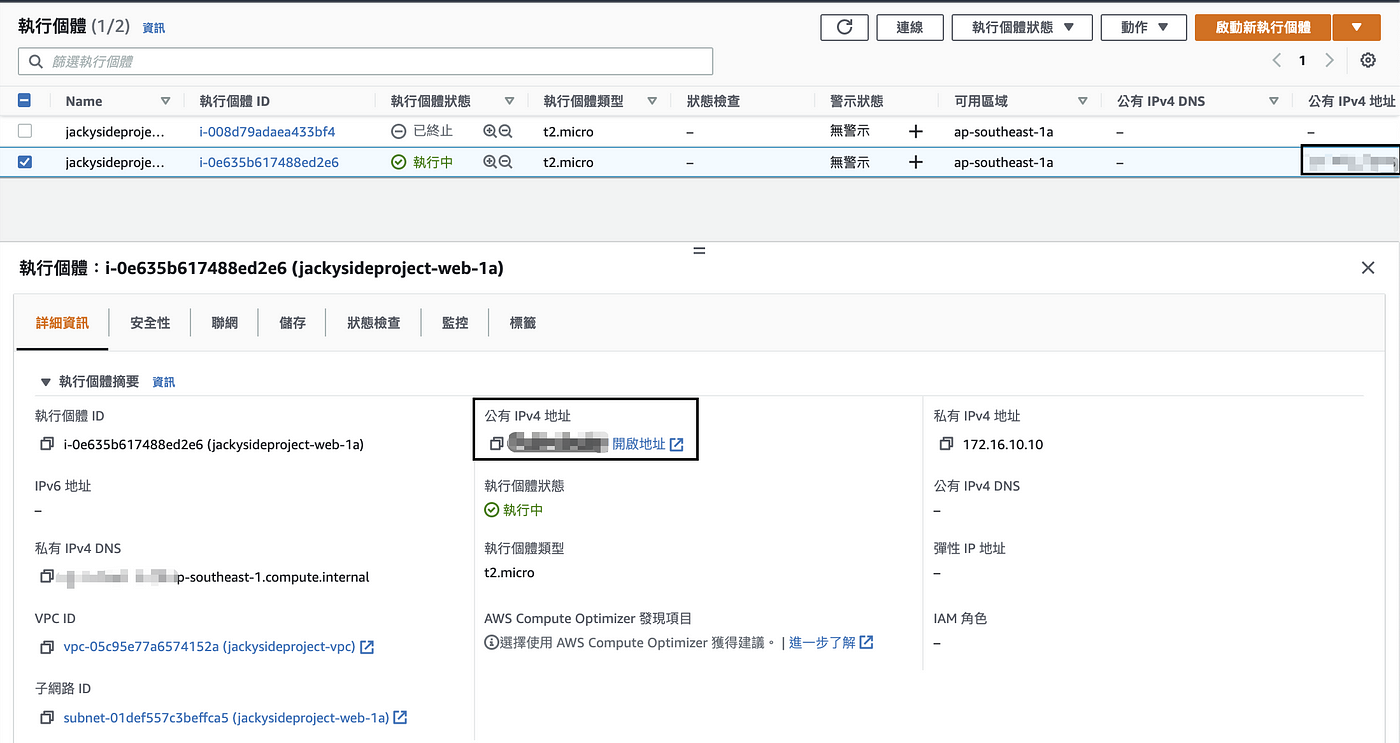 執行個體 (1/2) 資訊 連線 執行個體狀態 動作 啟動新執行個體
篩選執行個體 1
Name 執行個體 ID 執行個體狀態 執行個體類型 狀態檢查 警示狀態 可用區域 公有 IPv4 DNS 公有 IPv4 地址
jackysideproje... i-008d79adaea433bf4 已終止 t2.micro – 無警示 + ap-southeast-1a – –
jackysideproje... i-0e635b617488ed2e6 執行中 t2.micro – 無警示 + ap-southeast-1a –
執行個體：i-0e635b617488ed2e6 (jackysideproject-web-1a)
詳細資訊 安全性 聯網 儲存 狀態檢查 監控 標籤
執行個體摘要 資訊
執行個體 ID
i-0e635b617488ed2e6 (jackysideproject-web-1a)
公有 IPv4 地址
開啟地址
私有 IPv4 地址
172.16.10.10
IPv6 地址
–
執行個體狀態
執行中
公有 IPv4 DNS
–
私有 IPv4 DNS
p-southeast-1.compute.internal
執行個體類型
t2.micro
彈性 IP 地址
–
VPC ID
vpc-05c95e77a6574152a (jackysideproject-vpc)
AWS Compute Optimizer 發現項目
選擇使用 AWS Compute Optimizer 獲得建議。 | 進一步了解
IAM 角色
–
子網路 ID
subnet-01def557c3beffca5 (jackysideproject-web-1a)